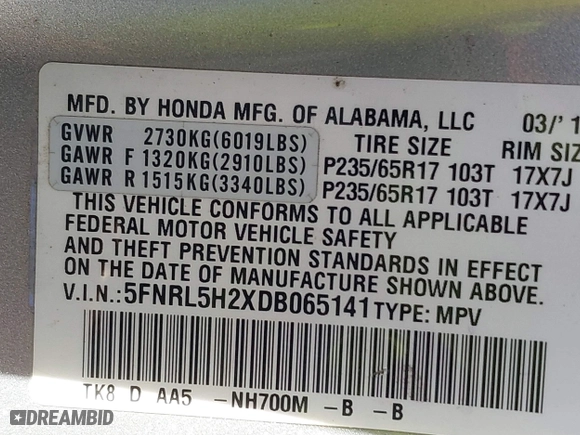 MFD. BY HONDA MFG. OF ALABAMA, LLC 03/'1
GVWR 2730KG(6019LBS) TIRE SIZE RIM SIZ
GAWR F 1320KG(2910LBS) P235/65R17 103T 17X7J
GAWR R 1515KG(3340LBS) P235/65R17 103T 17X7J
THIS VEHICLE CONFORMS TO ALL APPLICABLE
FEDERAL MOTOR VEHICLE SAFETY
AND THEFT PREVENTION STANDARDS IN EFFECT
ON THE DATE OF MANUFACTURE SHOWN ABOVE.
V.I.N.:5FNRL5H2XDB065141 TYPE: MPV
TK8 D AA5 -NH700M -B -B
DREAMBID